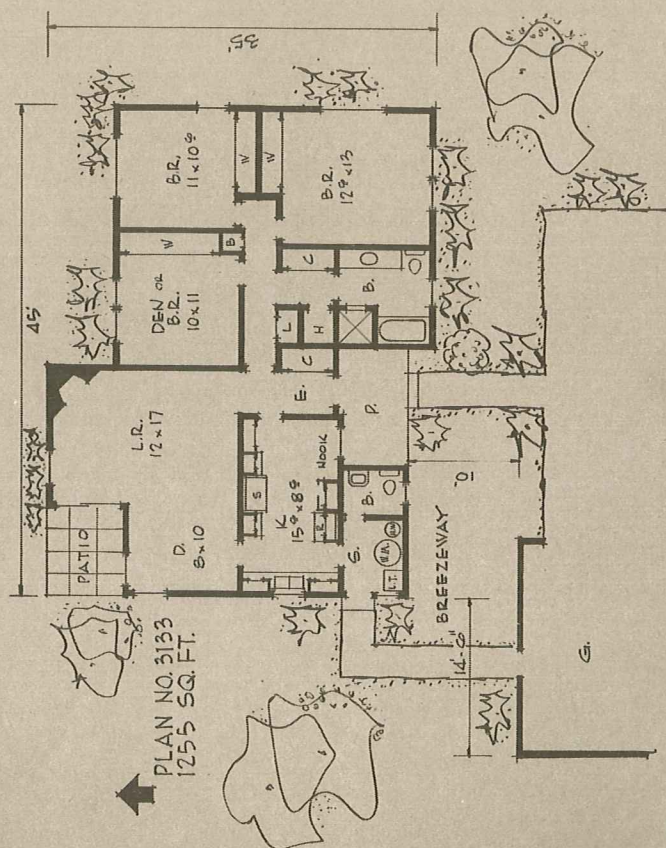 PLAN NO. 3133
1255 SQ. FT.
45'
35'
PATIO
L.R.
12 x 17
D.
8 x 10
DEN OR
B.R.
10 x 11
W
B
B.R.
11 x 10⁶
W
W
B.R.
12⁶ x 13
C
L
H
B.
C
E.
P.
S
K
15⁶ x 8⁶
NOOK
R
S.
B.
L.T.
W.M.
BREEZEWAY
14'-6"
G.